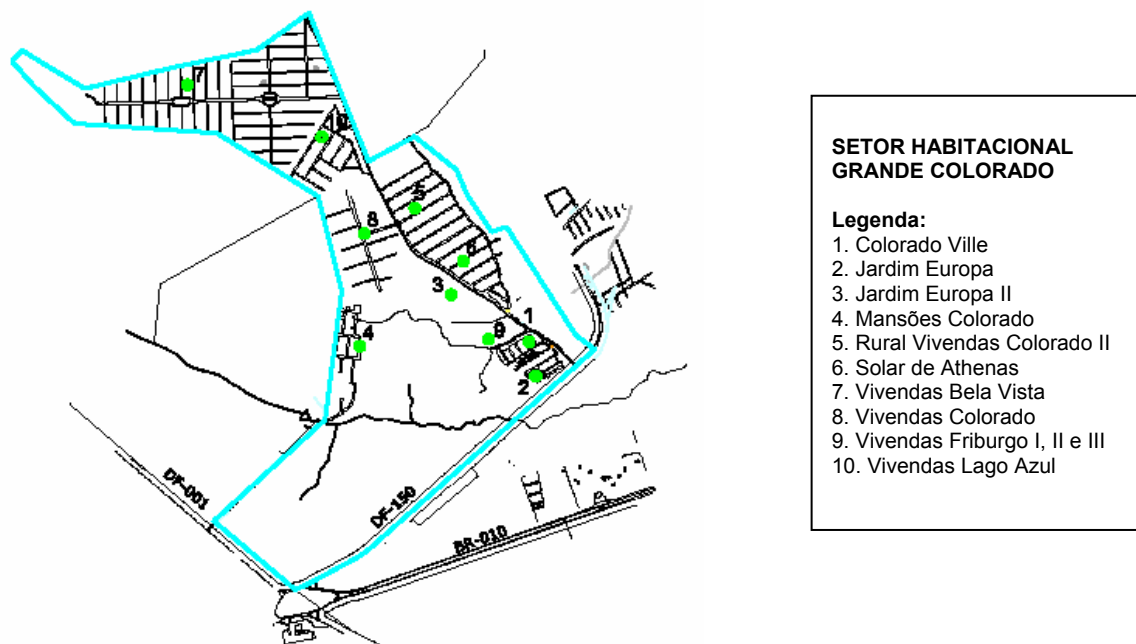 7
10
5
8
6
3
1
9
4
2
DF-001
DF-150
BR-010
SETOR HABITACIONAL
GRANDE COLORADO
Legenda:
1. Colorado Ville
2. Jardim Europa
3. Jardim Europa II
4. Mansões Colorado
5. Rural Vivendas Colorado II
6. Solar de Athenas
7. Vivendas Bela Vista
8. Vivendas Colorado
9. Vivendas Friburgo I, II e III
10. Vivendas Lago Azul